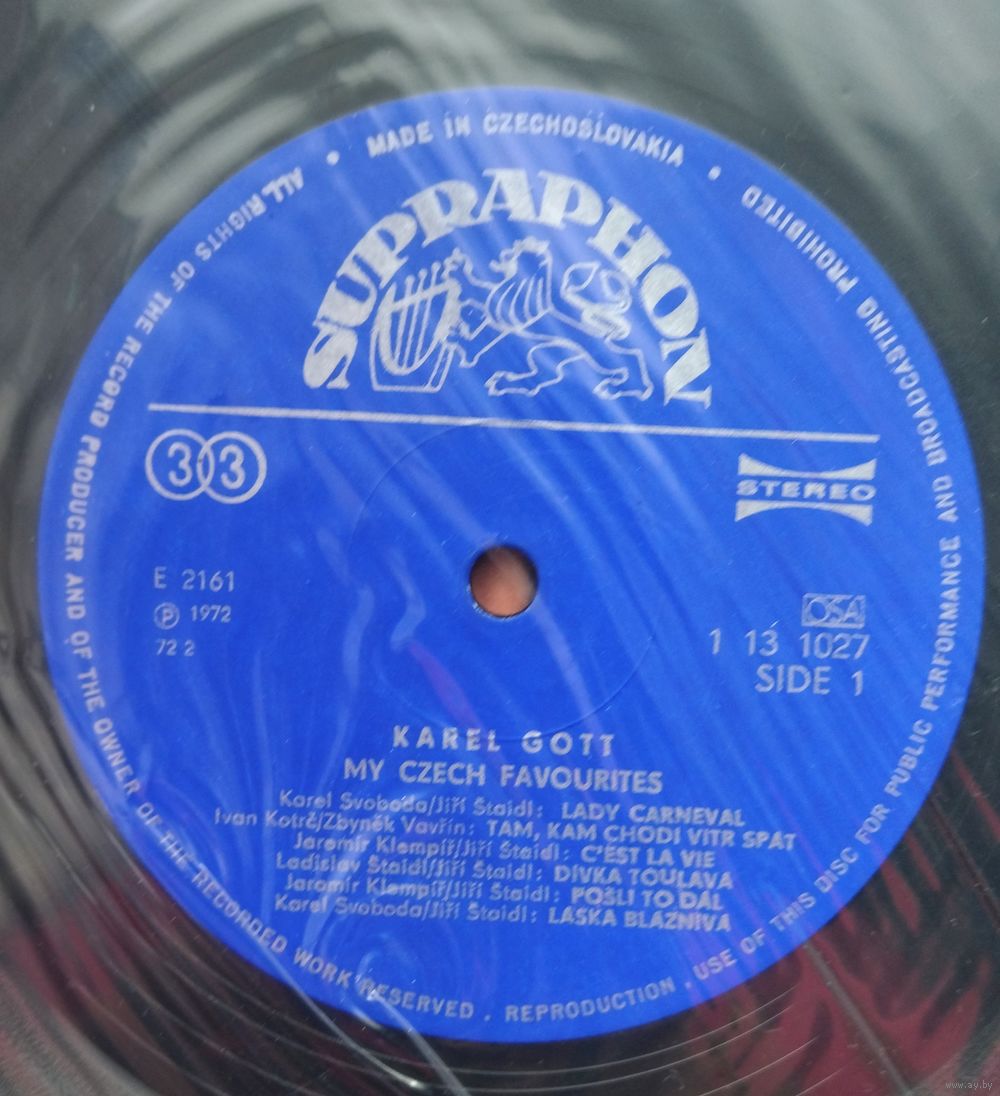 ALL RIGHTS OF THE RECORD PRODUCER AND OF THE OWNER OF THE RECORDED WORK RESERVED . REPRODUCTION . USE OF THIS DISC FOR PUBLIC PERFORMANCE AND BROADCASTING PROHIBITED
• MADE IN CZECHOSLOVAKIA •
SUPRAPHON
33
STEREO
E 2161
Ⓟ 1972
72 2
OSA
1 13 1027
SIDE 1
KAREL GOTT
MY CZECH FAVOURITES
Karel Svoboda/Jiří Štaidl: LADY CARNEVAL
Ivan Kotrč/Zbyněk Vavřín: TAM, KAM CHODÍ VÍTR SPÁT
Jaromír Klempíř/Jiří Štaidl: C'EST LA VIE
Ladislav Štaidl/Jiří Štaidl: DÍVKA TOULAVÁ
Jaromír Klempíř/Jiří Štaidl: POŠLI TO DÁL
Karel Svoboda/Jiří Štaidl: LÁSKA BLÁZNIVÁ
www.ay.by